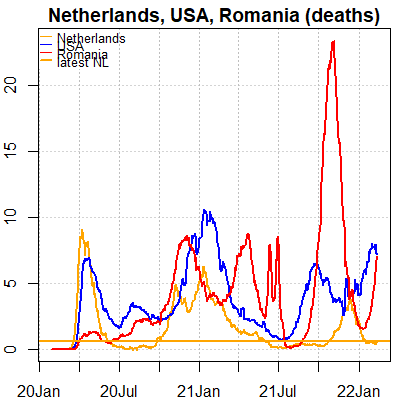 Netherlands, USA, Romania (deaths)
Netherlands
USA
Romania
latest NL
20
15
10
5
0
20Jan 20Jul 21Jan 21Jul 22Jan